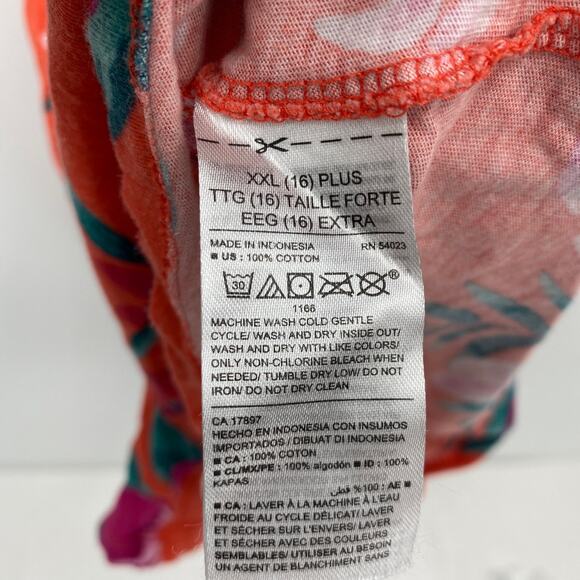 XXL (16) PLUS
TTG (16) TAILLE FORTE
EEG (16) EXTRA
MADE IN INDONESIA RN 54023
■ US : 100% COTTON
30
®
1166
MACHINE WASH COLD GENTLE
CYCLE/ WASH AND DRY INSIDE OUT/
WASH AND DRY WITH LIKE COLORS/
ONLY NON-CHLORINE BLEACH WHEN
NEEDED/ TUMBLE DRY LOW/ DO NOT
IRON/ DO NOT DRY CLEAN
CA 17897
HECHO EN INDONESIA CON INSUMOS
IMPORTADOS / DIBUAT DI INDONESIA
■ CA : 100% COTTON
■ CL/MX/PE : 100% algodón ■ ID : 100%
KAPAS
■ AE : 100% قطن
■ CA : LAVER À LA MACHINE À L'EAU
FROIDE AU CYCLE DÉLICAT/ LAVER
ET SÉCHER SUR L'ENVERS/ LAVER
ET SÉCHER AVEC DES COULEURS
SEMBLABLES/ UTILISER AU BESOIN
UN AGENT DE BLANCHIMENT SANS